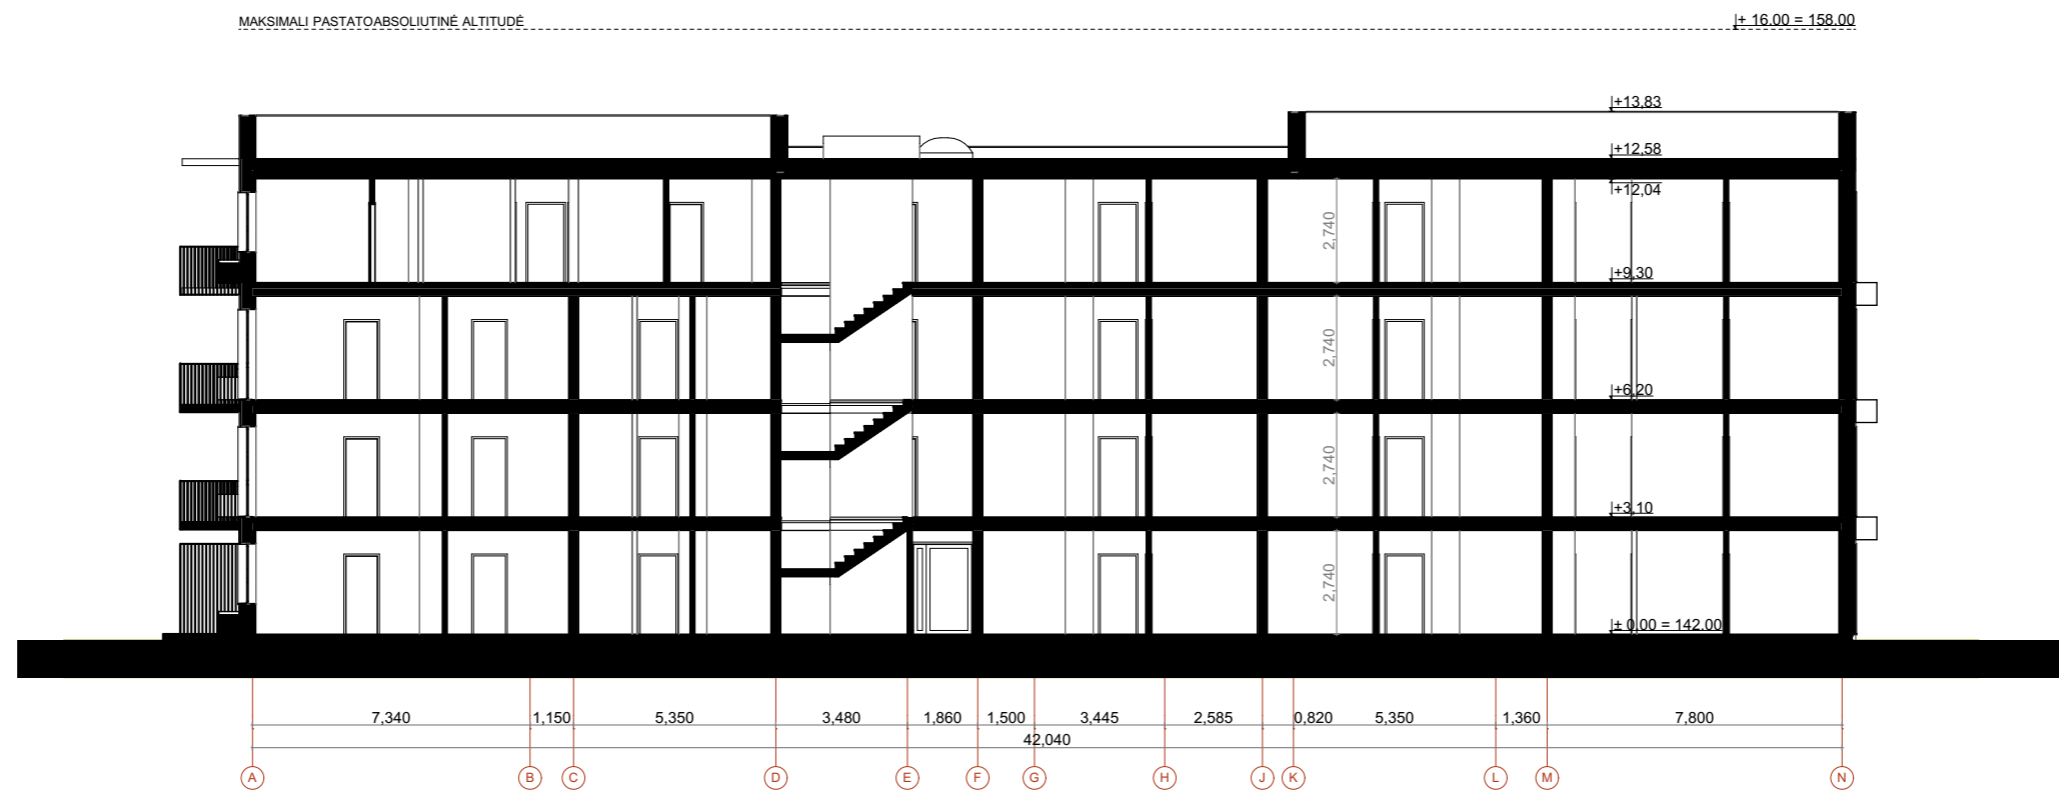 MAKSIMALI PASTATOABSOLIUTINĖ ALTITUDĖ
+ 16.00 = 158.00
+13,83
+12,58
+12,04
2,740
+9,30
2,740
+6,20
2,740
+3,10
2,740
± 0,00 = 142.00
7,340 1,150 5,350 3,480 1,860 1,500 3,445 2,585 0,820 5,350 1,360 7,800
42,040
A B C D E F G H J K L M N